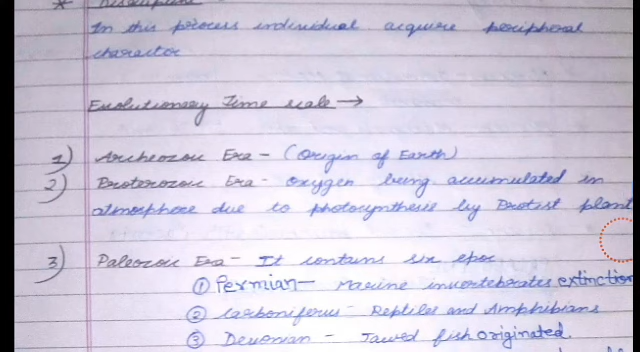 In this process individual acquire peripheral
character
Evolutionary Time scale →
1) Archeozoic Era - (Origin of Earth)
2) Proterozoic Era - oxygen being accumulated in
atmosphere due to photosynthesis by Protist plant
3) Paleozoic Era - It contains six epoc
① Permian - Marine invertebrates extinction
② Carboniferus - Reptiles and Amphibians
③ Devonian - Jawed fish originated.